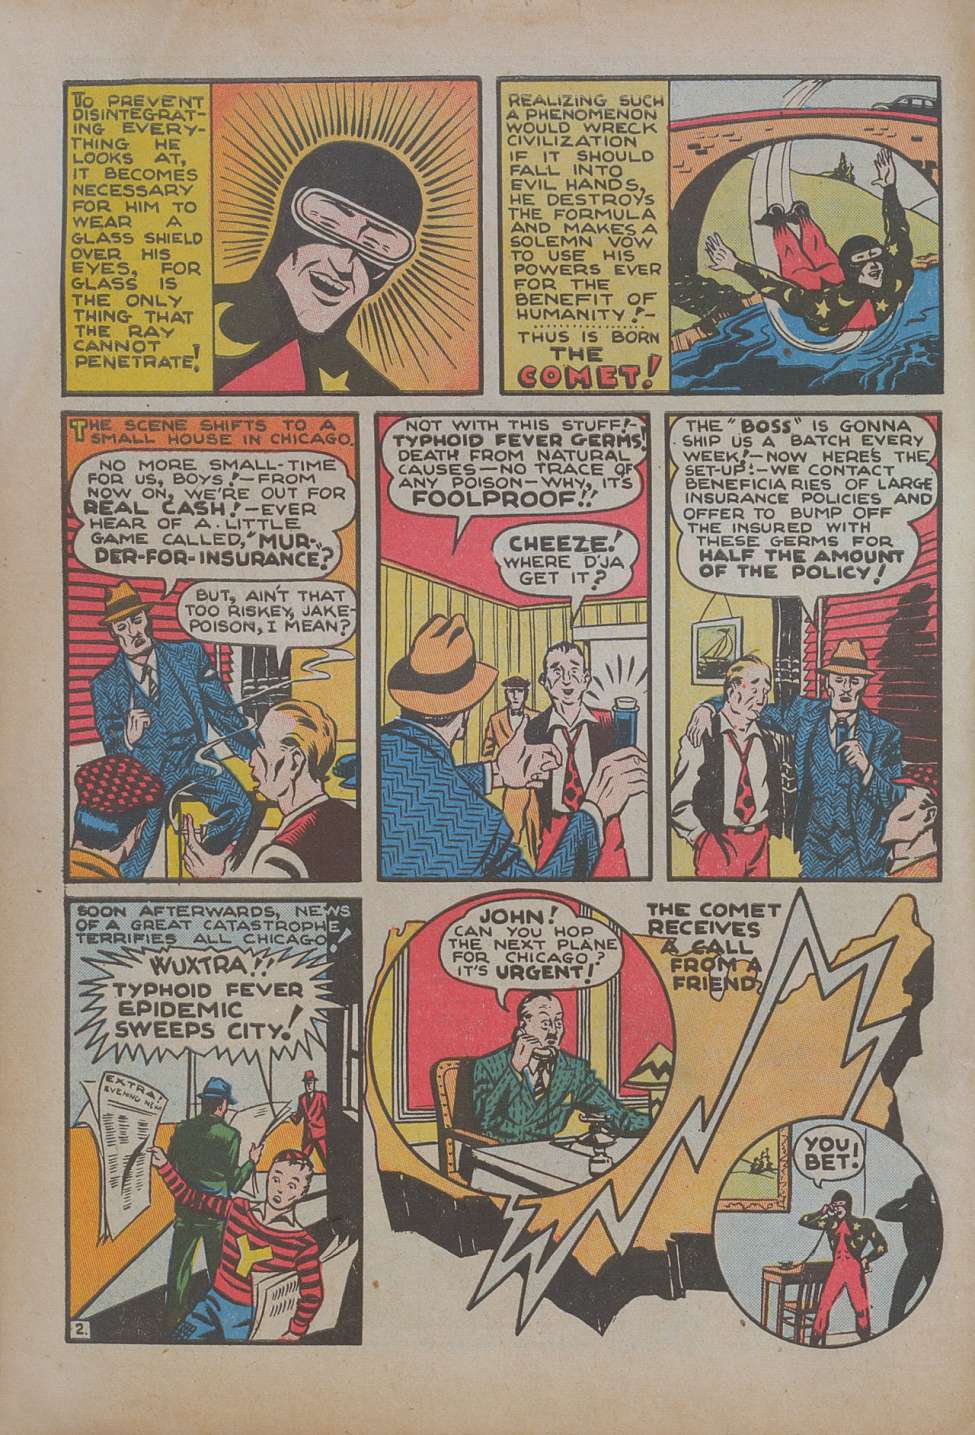 TO PREVENT
DISINTEGRAT-
ING EVERY-
THING HE
LOOKS AT,
IT BECOMES
NECESSARY
FOR HIM TO
WEAR A
GLASS SHIELD
OVER HIS
EYES, FOR
GLASS IS
THE ONLY
THING THAT
THE RAY
CANNOT
PENETRATE!
REALIZING SUCH
A PHENOMENON
WOULD WRECK
CIVILIZATION
IF IT SHOULD
FALL INTO
EVIL HANDS,
HE DESTROYS
THE FORMULA
AND MAKES A
SOLEMN VOW
TO USE HIS
POWERS EVER
FOR THE
BENEFIT OF
HUMANITY!—
THUS IS BORN
THE
COMET!
THE SCENE SHIFTS TO A
SMALL HOUSE IN CHICAGO.
NO MORE SMALL-TIME
FOR US, BOYS!—FROM
NOW ON, WE'RE OUT FOR
REAL CASH!—EVER
HEAR OF A LITTLE
GAME CALLED, "MUR-
DER-FOR-INSURANCE?
BUT, AIN'T THAT
TOO RISKEY, JAKE-
POISON, I MEAN?
NOT WITH THIS STUFF!-
TYPHOID FEVER GERMS!
DEATH FROM NATURAL
CAUSES—NO TRACE OF
ANY POISON—WHY, IT'S
FOOLPROOF!!
CHEEZE!
WHERE D'JA
GET IT?
THE "BOSS" IS GONNA
SHIP US A BATCH EVERY
WEEK!—NOW HERE'S THE
SET-UP:—WE CONTACT
BENEFICIARIES OF LARGE
INSURANCE POLICIES AND
OFFER TO BUMP OFF
THE INSURED WITH
THESE GERMS FOR
HALF THE AMOUNT
OF THE POLICY!
SOON AFTERWARDS, NEWS
OF A GREAT CATASTROPHE
TERRIFIES ALL CHICAGO!
WUXTRA!!
TYPHOID FEVER
EPIDEMIC
SWEEPS CITY!
EXTRA!
EVENING NEW
2.
JOHN!
CAN YOU HOP
THE NEXT PLANE
FOR CHICAGO?
IT'S URGENT!
THE COMET
RECEIVES
A CALL
FROM A
FRIEND.
YOU
BET!